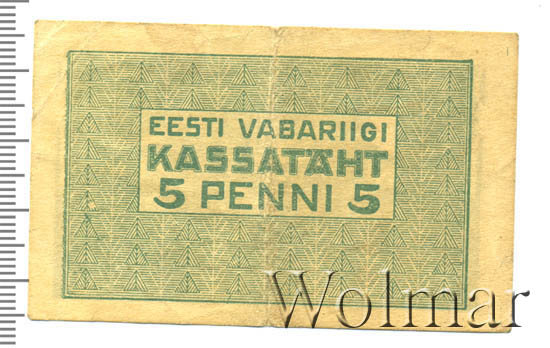 EESTI VABARIIGI
KASSATÄHT
5 PENNI 5
Wolmar